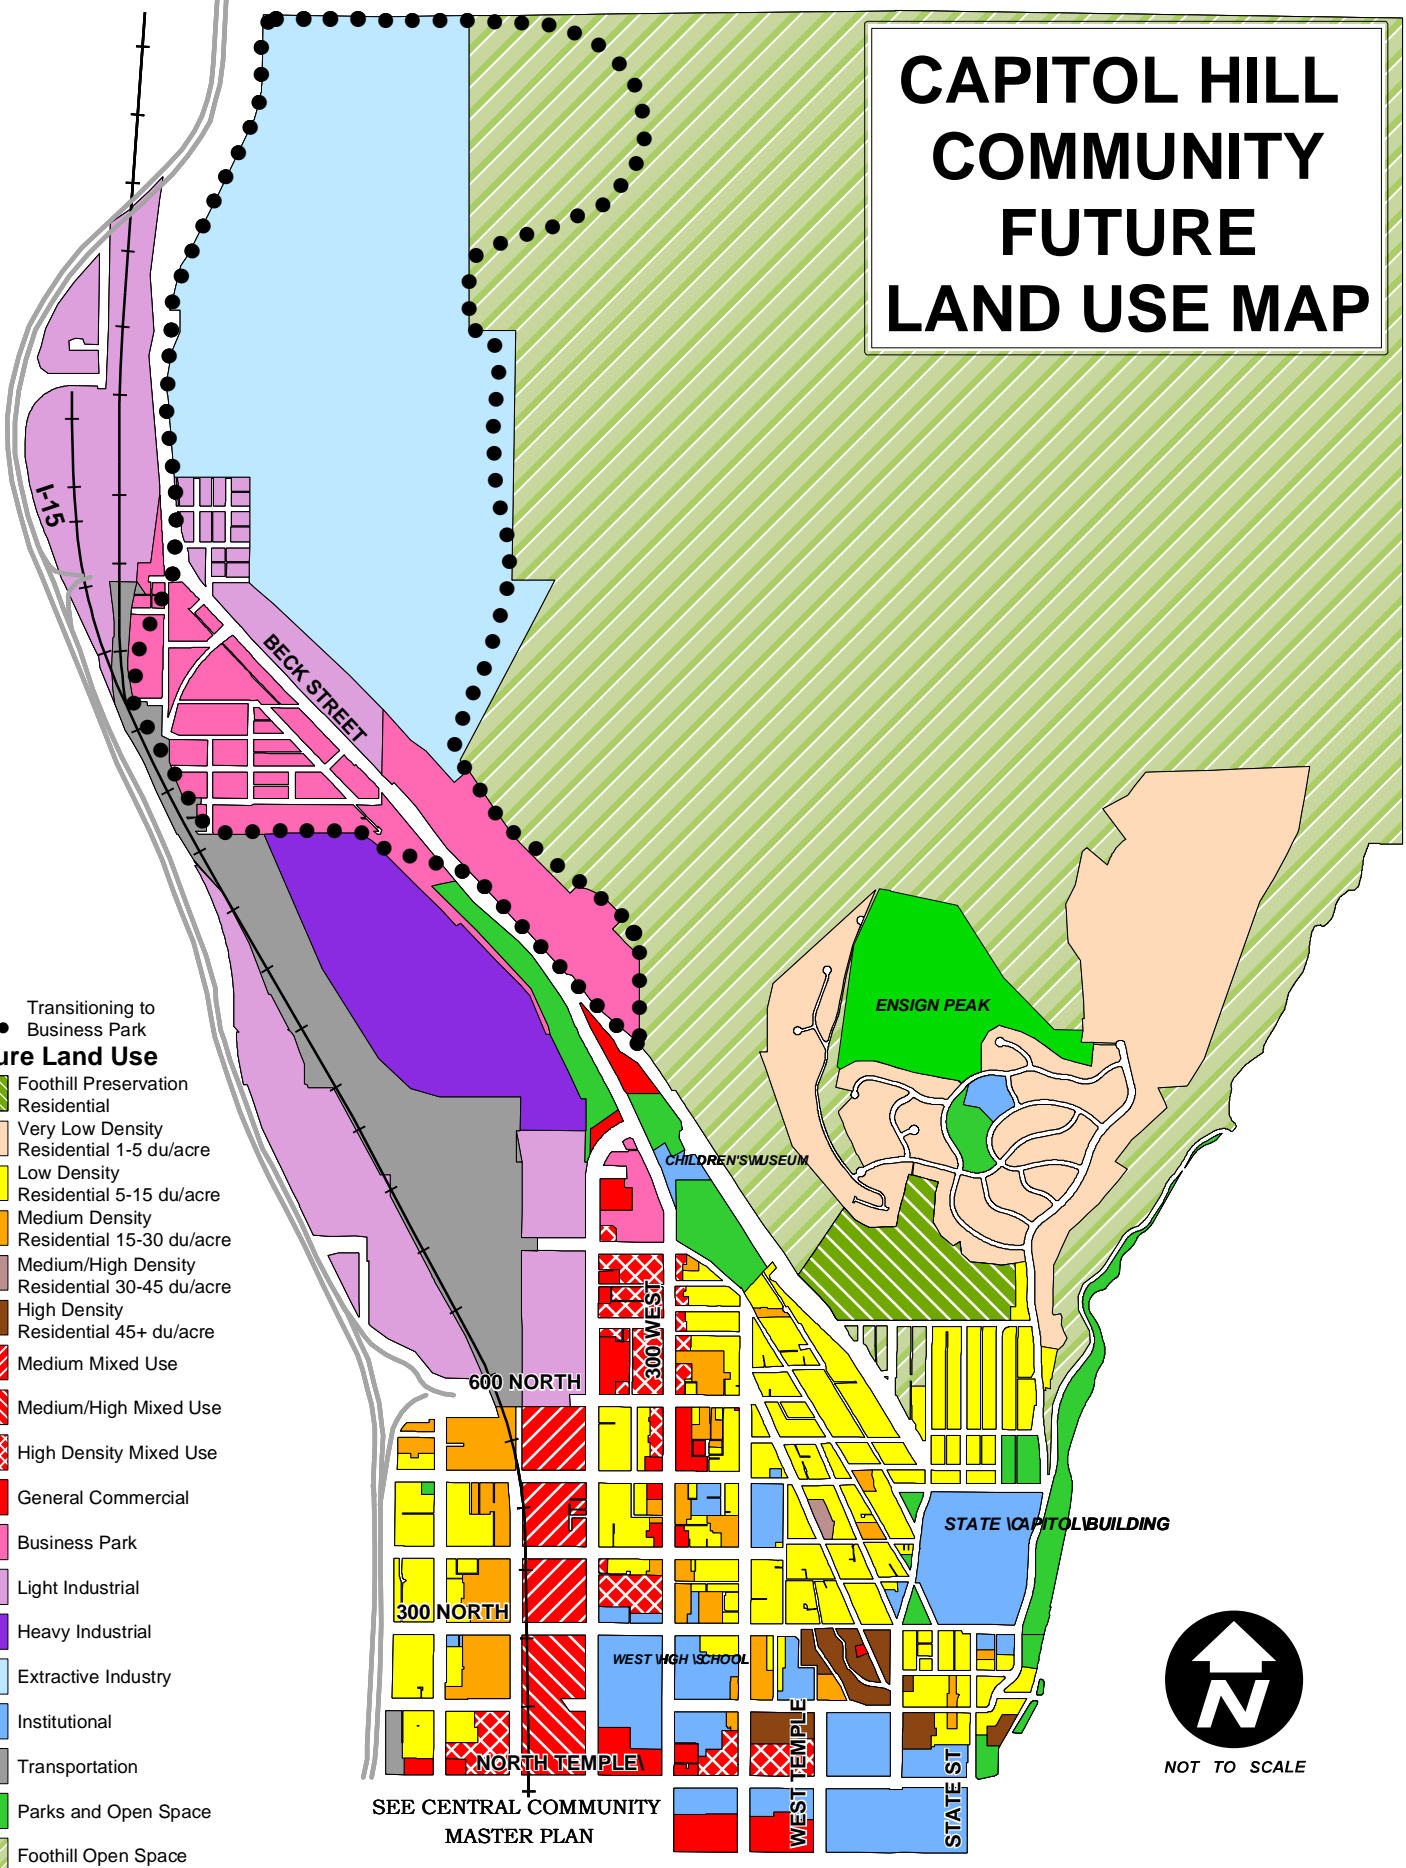 CAPITOL HILL
COMMUNITY
FUTURE
LAND USE MAP
I-15
BECK STREET
ENSIGN PEAK
CHILDREN'S MUSEUM
300 WEST
600 NORTH
STATE \CAPITOL\BUILDING
300 NORTH
WEST \HIGH \SCHOOL
WEST TEMPLE
NORTH TEMPLE\
STATE ST
SEE CENTRAL COMMUNITY
MASTER PLAN
N
NOT TO SCALE
Transitioning to
Business Park
ure Land Use
Foothill Preservation
Residential
Very Low Density
Residential 1-5 du/acre
Low Density
Residential 5-15 du/acre
Medium Density
Residential 15-30 du/acre
Medium/High Density
Residential 30-45 du/acre
High Density
Residential 45+ du/acre
Medium Mixed Use
Medium/High Mixed Use
High Density Mixed Use
General Commercial
Business Park
Light Industrial
Heavy Industrial
Extractive Industry
Institutional
Transportation
Parks and Open Space
Foothill Open Space